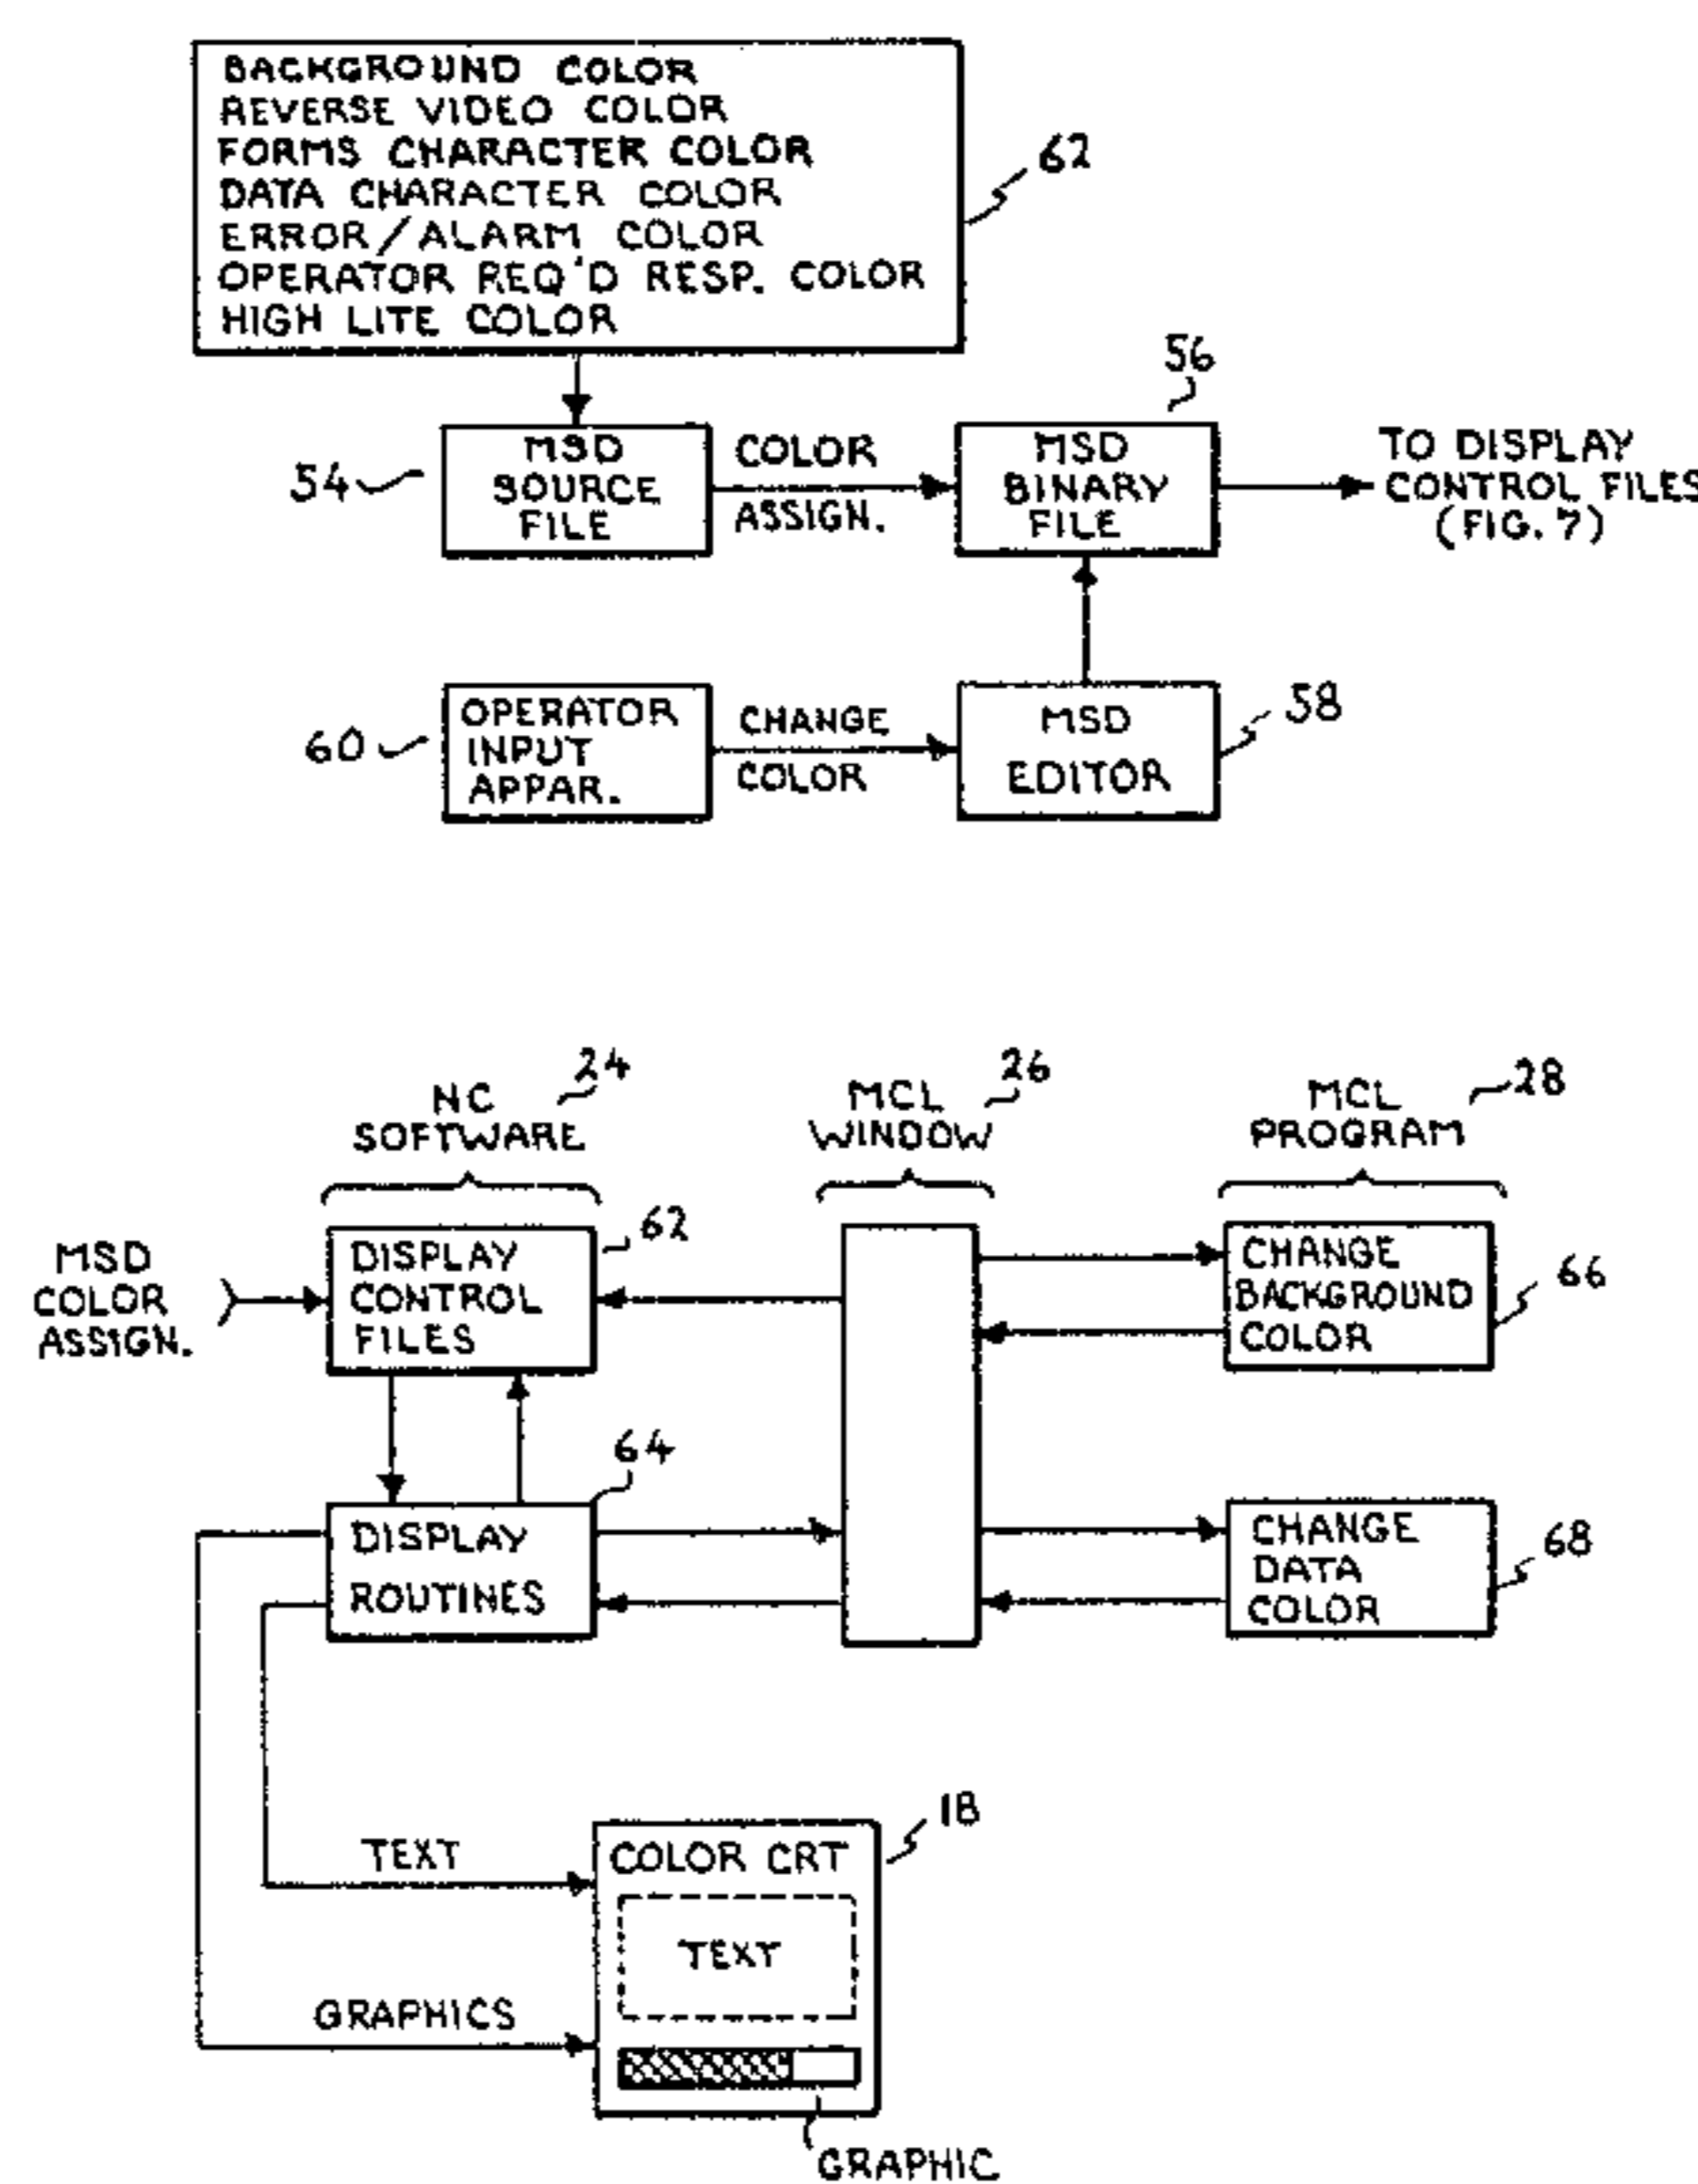 BACKGROUND COLOR
REVERSE VIDEO COLOR
FORMS CHARACTER COLOR
DATA CHARACTER COLOR
ERROR/ALARM COLOR
OPERATOR REQ'D RESP. COLOR
HIGH LITE COLOR
62
54
MSD
SOURCE
FILE
COLOR
ASSIGN.
56
MSD
BINARY
FILE
TO DISPLAY
CONTROL FILES
(FIG. 7)
60
OPERATOR
INPUT
APPAR.
CHANGE
COLOR
MSD
EDITOR
58
NC
SOFTWARE
24
MCL
WINDOW
26
MCL
PROGRAM
28
MSD
COLOR
ASSIGN.
DISPLAY
CONTROL
FILES
62
CHANGE
BACKGROUND
COLOR
66
DISPLAY
ROUTINES
64
CHANGE
DATA
COLOR
68
TEXT
GRAPHICS
COLOR CRT
18
TEXT
GRAPHIC